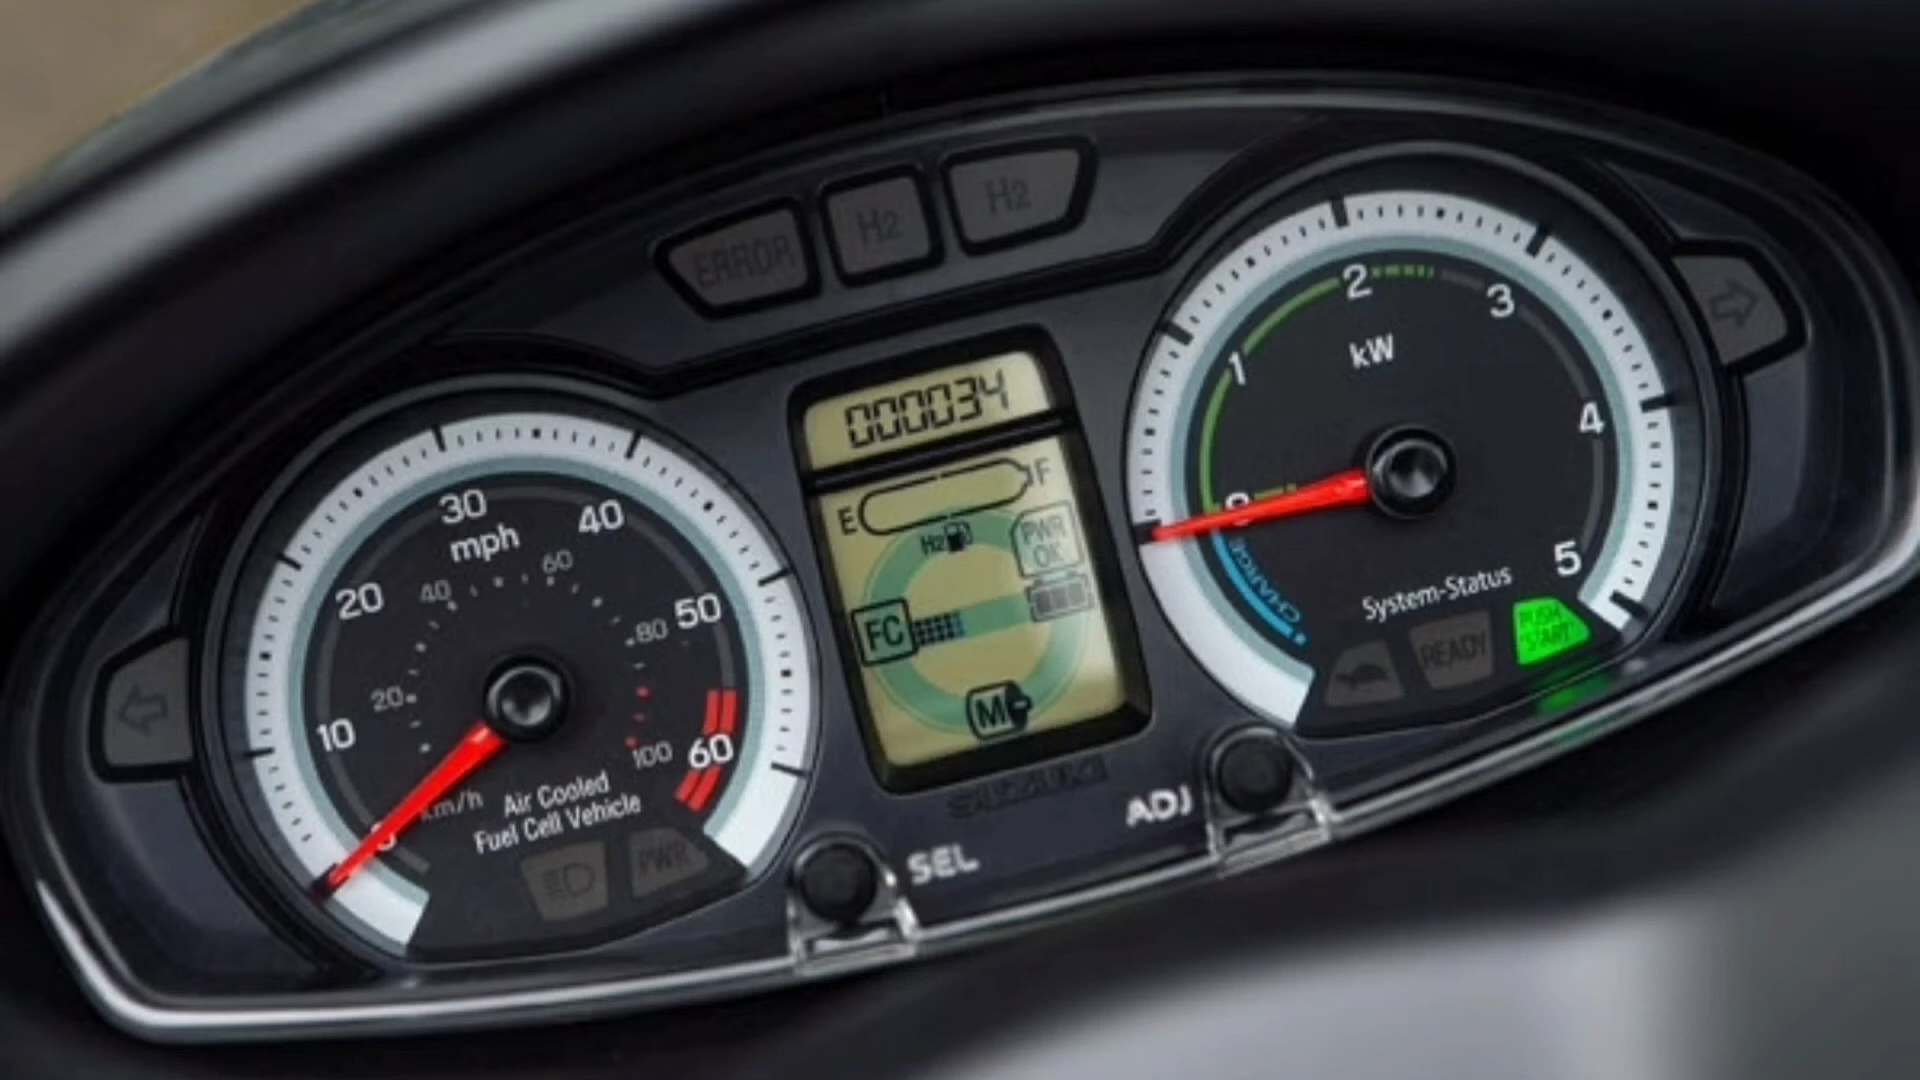 ERROR
H2
H2
000034
E
F
H2
PWR
OK
FC
M
0
10
20
30
40
50
60
mph
20
40
60
80
100
km/h
Air Cooled
Fuel Cell Vehicle
PWR
SUZUKI
SEL
ADJ
0
1
2
3
4
5
kW
CHARGE
System-Status
READY
PUSH
START